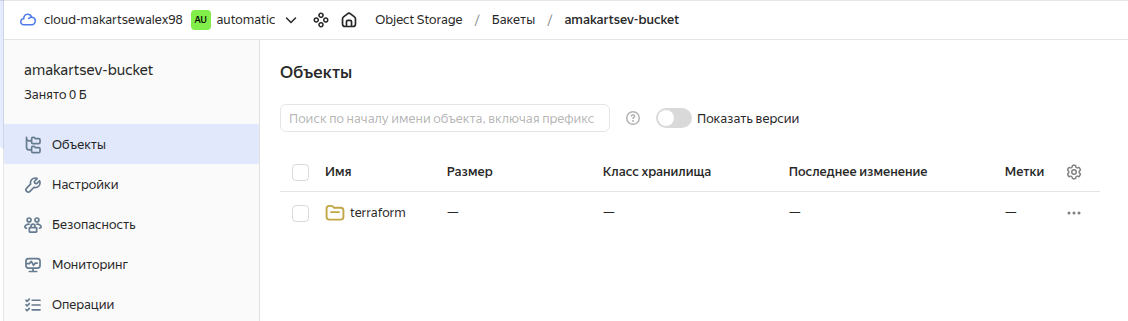 cloud-makartsewalex98 AU automatic Object Storage / Бакеты / amakartsev-bucket
amakartsev-bucket
Занято 0 Б
Объекты
Настройки
Безопасность
Мониторинг
Операции
Объекты
Поиск по началу имени объекта, включая префикс ? Показать версии
Имя Размер Класс хранилища Последнее изменение Метки
terraform — — — —